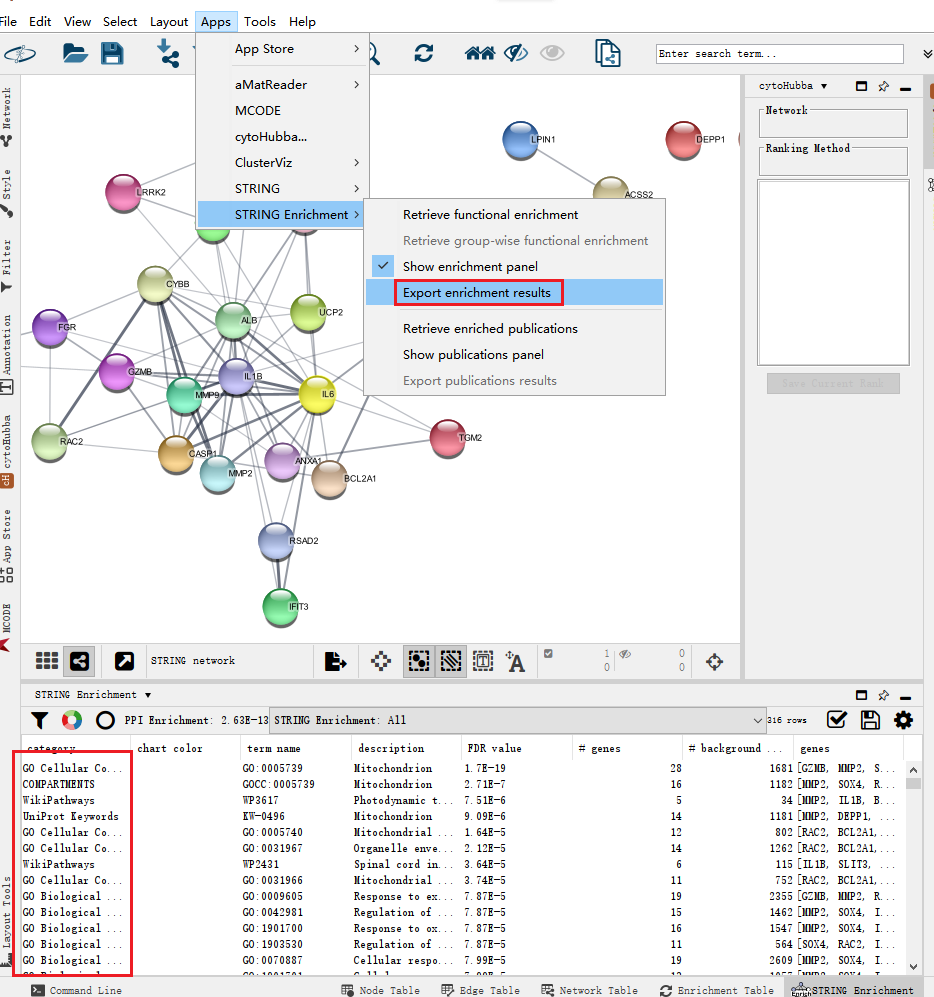 File Edit View Select Layout Apps Tools Help
Enter search term...
App Store
aMatReader
MCODE
cytoHubba...
ClusterViz
STRING
STRING Enrichment
Retrieve functional enrichment
Retrieve group-wise functional enrichment
Show enrichment panel
Export enrichment results
Retrieve enriched publications
Show publications panel
Export publications results
Network
Style
Filter
Annotation
cytoHubba
cH
App Store
MCODE
Layout Tools
LPIN1
DEPP1
ACSS2
LRRK2
CYBB
UCP2
ALB
FGR
GZMB
IL1B
MMP9
IL6
RAC2
CASP1
MMP2
ANXA1
BCL2A1
TGM2
RSAD2
IFIT3
cytoHubba
Network
Ranking Method
Save Current Rank
STRING network
1 0
0 0
STRING Enrichment
PPI Enrichment: 2.63E-13 STRING Enrichment: All 316 rows
category chart color term name description FDR value # genes # background ... genes
GO Cellular Co... GO:0005739 Mitochondrion 1.7E-19 28 1681 [GZMB, MMP2, S...
COMPARTMENTS GOCC:0005739 Mitochondrion 2.71E-7 16 1182 [MMP2, SOX4, R...
WikiPathways WP3617 Photodynamic t... 7.51E-6 5 34 [MMP2, IL1B, B...
UniProt Keywords KW-0496 Mitochondrion 9.09E-6 14 1181 [MMP2, DEPP1, ...
GO Cellular Co... GO:0005740 Mitochondrial ... 1.64E-5 12 802 [RAC2, BCL2A1,...
GO Cellular Co... GO:0031967 Organelle enve... 2.12E-5 14 1262 [RAC2, BCL2A1,...
WikiPathways WP2431 Spinal cord in... 3.64E-5 6 115 [IL1B, SLIT3, ...
GO Cellular Co... GO:0031966 Mitochondrial ... 3.74E-5 11 752 [RAC2, BCL2A1,...
GO Biological ... GO:0009605 Response to ex... 7.87E-5 19 2355 [GZMB, MMP2, R...
GO Biological ... GO:0042981 Regulation of ... 7.87E-5 15 1462 [MMP2, SOX4, I...
GO Biological ... GO:1901700 Response to ox... 7.87E-5 16 1547 [MMP2, SOX4, I...
GO Biological ... GO:1903530 Regulation of ... 7.87E-5 11 564 [SOX4, RAC2, I...
GO Biological ... GO:0070887 Cellular respo... 7.99E-5 19 2609 [MMP2, SOX4, R...
Command Line Node Table Edge Table Network Table Enrichment Table STRING Enrichment